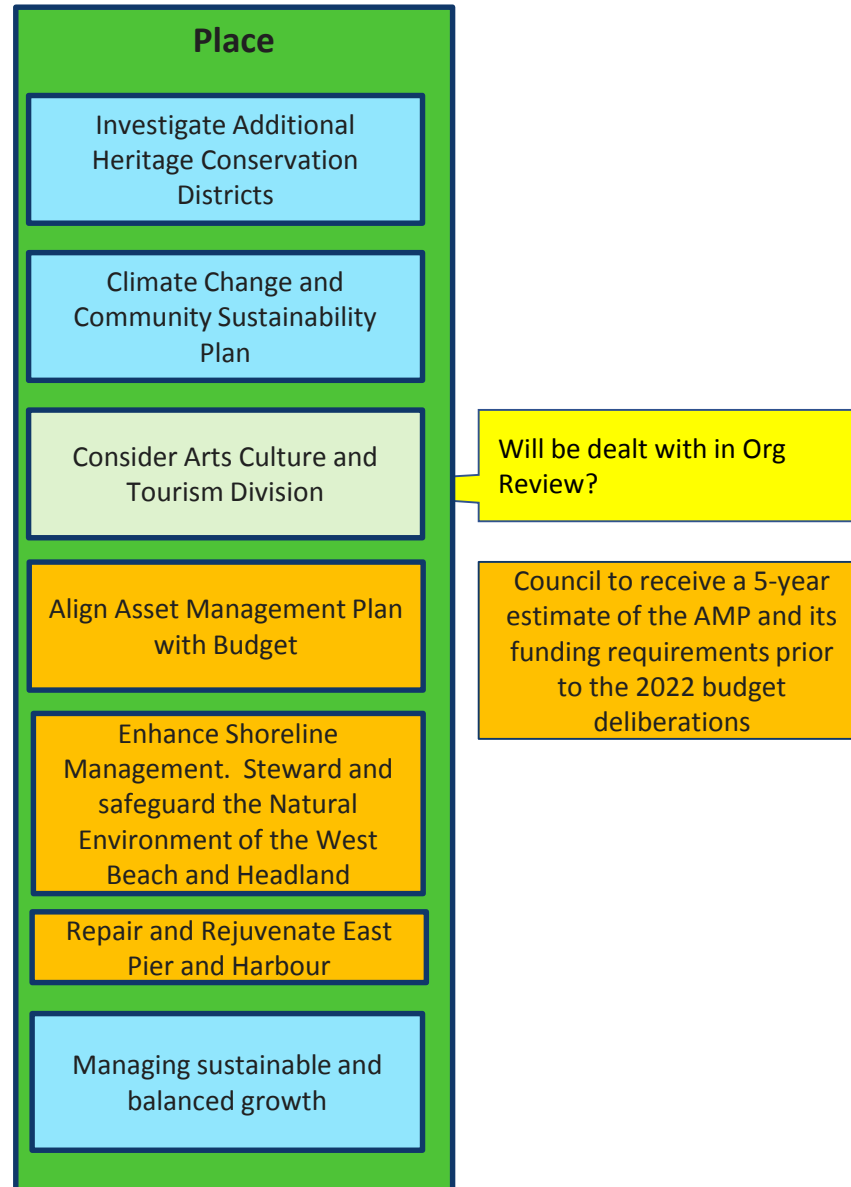 Place
Investigate Additional
Heritage Conservation
Districts
Climate Change and
Community Sustainability
Plan
Consider Arts Culture and
Tourism Division
Will be dealt with in Org
Review?
Align Asset Management Plan
with Budget
Council to receive a 5-year
estimate of the AMP and its
funding requirements prior
to the 2022 budget
deliberations
Enhance Shoreline
Management.  Steward and
safeguard the Natural
Environment of the West
Beach and Headland
Repair and Rejuvenate East
Pier and Harbour
Managing sustainable and
balanced growth